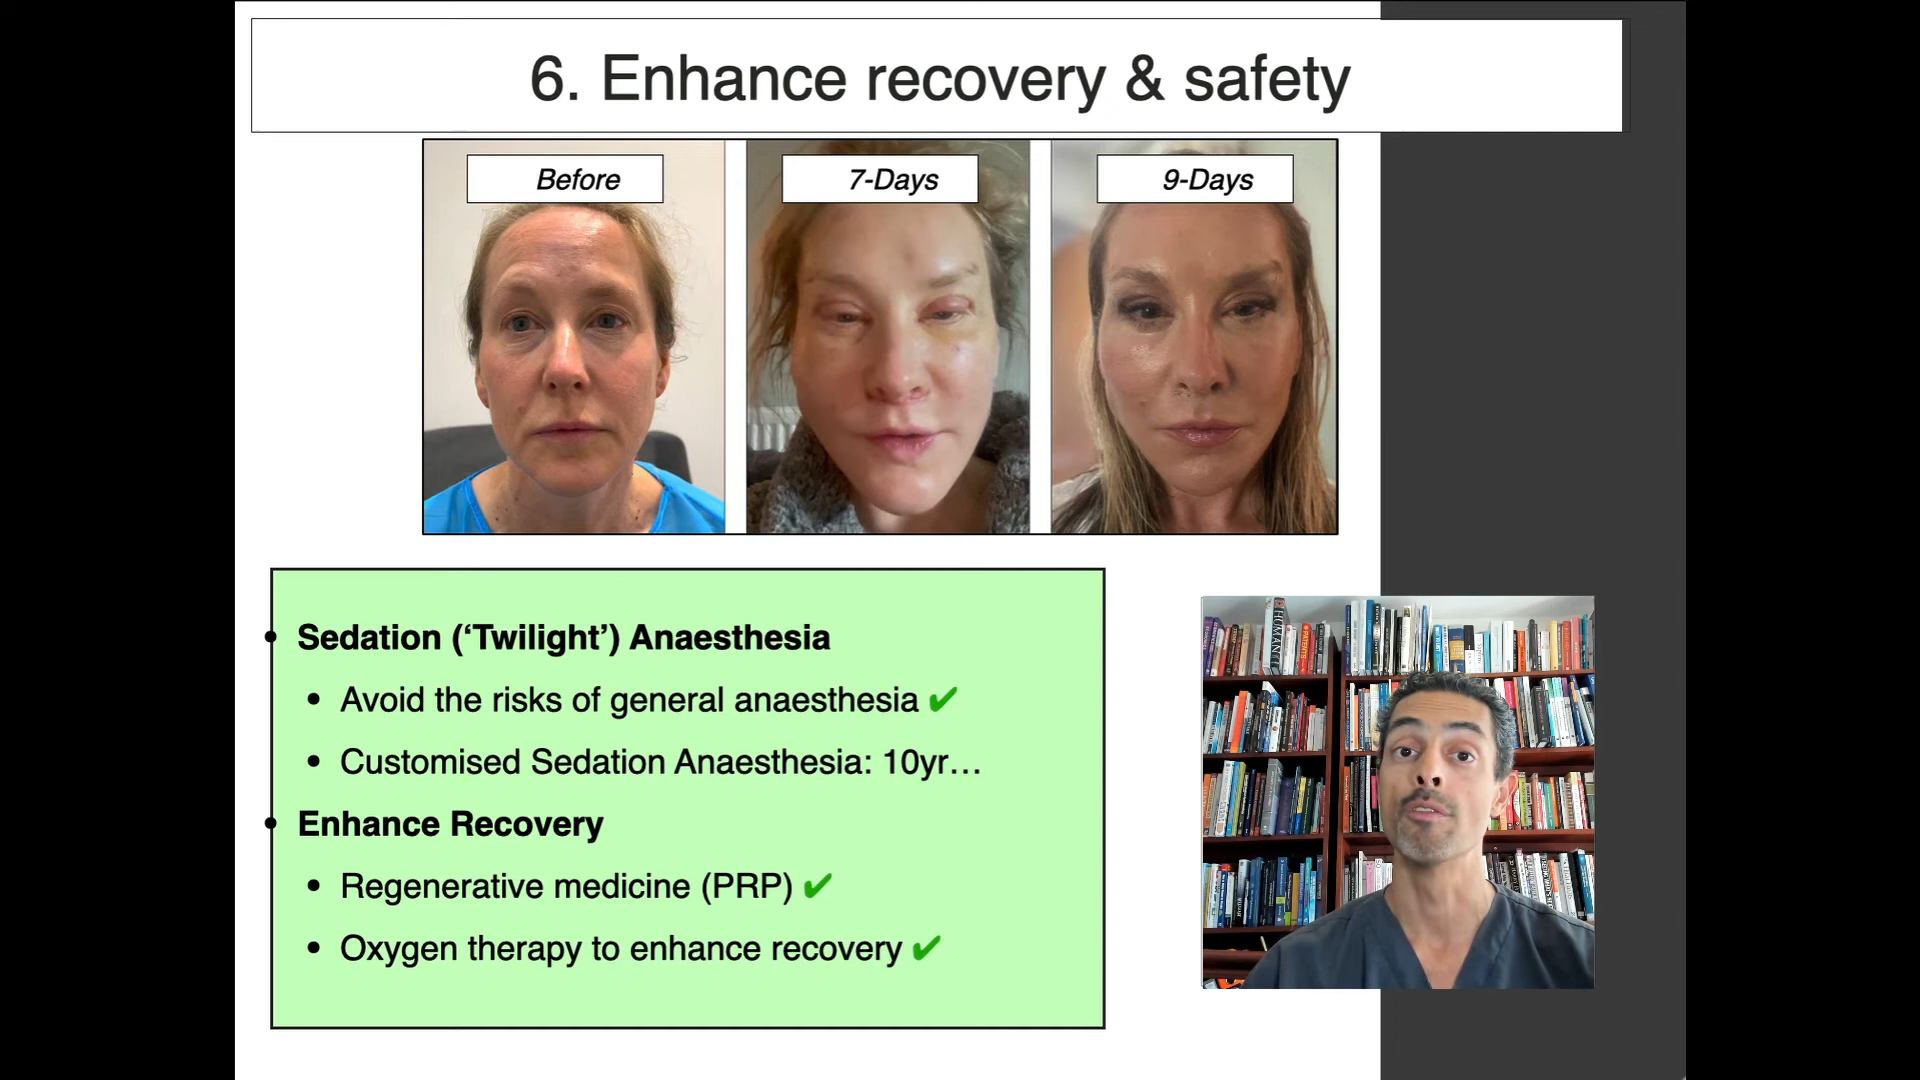 6. Enhance recovery & safety
Before
7-Days
9-Days
• Sedation (‘Twilight’) Anaesthesia
• Avoid the risks of general anaesthesia ✔
• Customised Sedation Anaesthesia: 10yr…
• Enhance Recovery
• Regenerative medicine (PRP) ✔
• Oxygen therapy to enhance recovery ✔
HUMAN